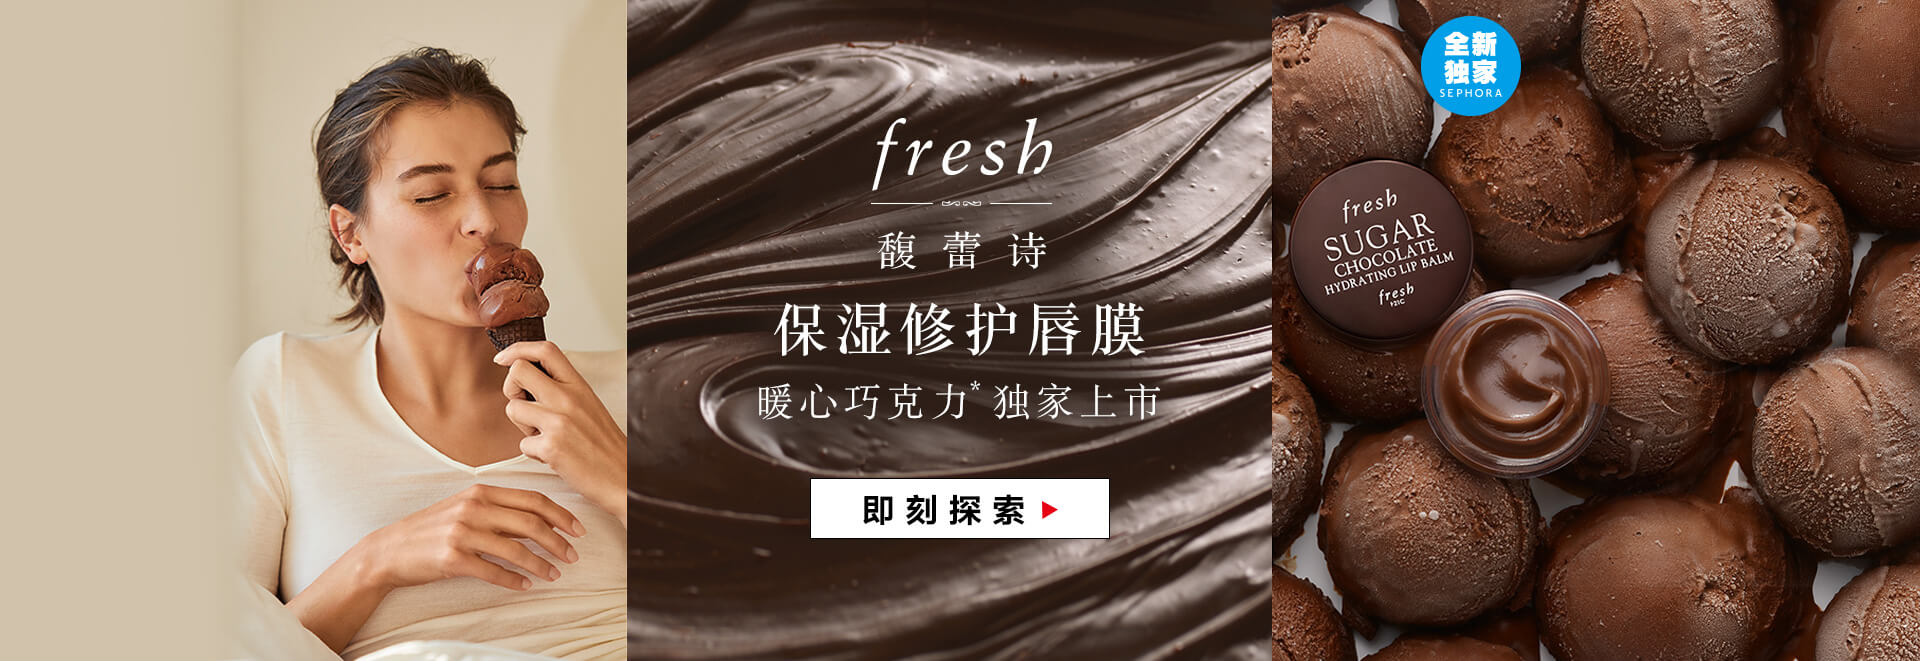 fresh
馥蕾诗
保湿修护唇膜
暖心巧克力*独家上市
即刻探索
全新
独家
SEPHORA
fresh
SUGAR
CHOCOLATE
HYDRATING LIP BALM
fresh
F21C